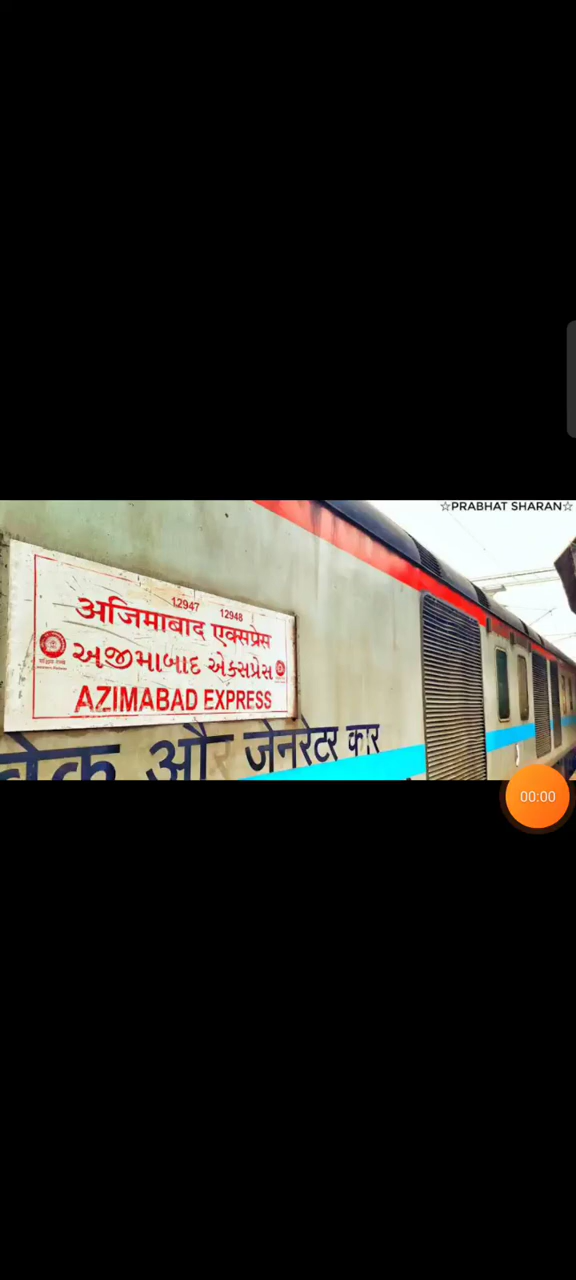 ☆PRABHAT SHARAN☆
12947 12948
अजिमाबाद एक्सप्रेस
અજીમાબાદ એક્સપ્રેસ
AZIMABAD EXPRESS
ब्रेक और जेनरेटर कार
00:00